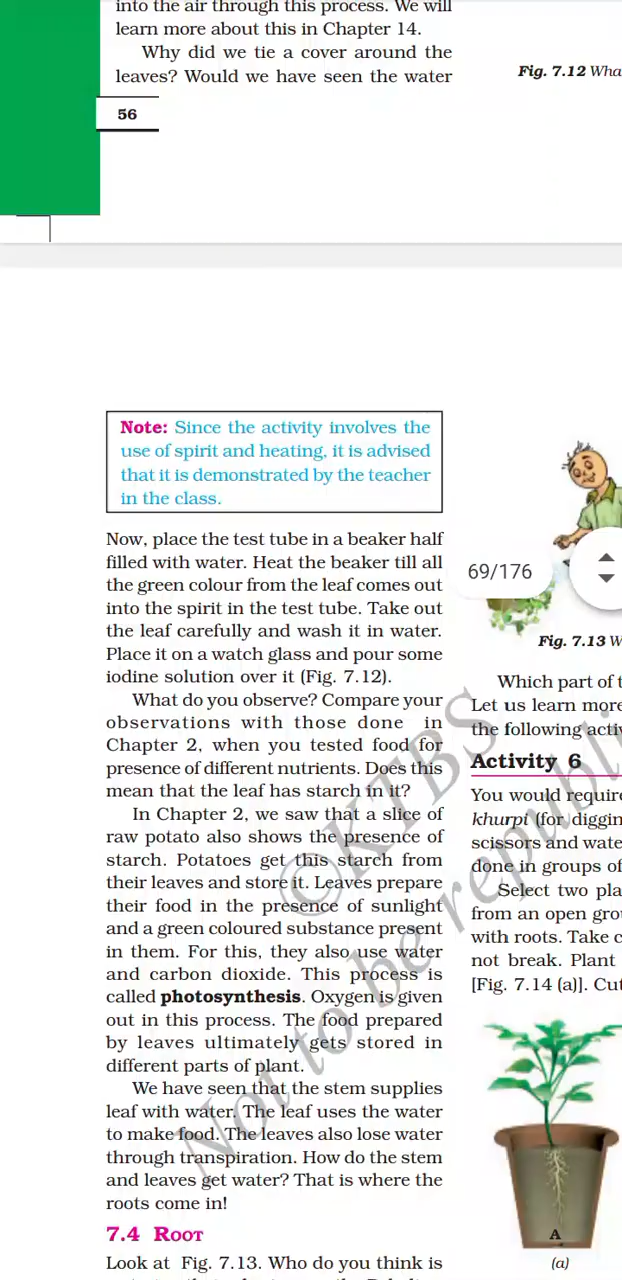 into the air through this process. We will
learn more about this in Chapter 14.
Why did we tie a cover around the
leaves? Would we have seen the water
56
Fig. 7.12 Wha
Note: Since the activity involves the
use of spirit and heating, it is advised
that it is demonstrated by the teacher
in the class.
Now, place the test tube in a beaker half
filled with water. Heat the beaker till all
the green colour from the leaf comes out
into the spirit in the test tube. Take out
the leaf carefully and wash it in water.
Place it on a watch glass and pour some
iodine solution over it (Fig. 7.12).
What do you observe? Compare your
observations with those done in
Chapter 2, when you tested food for
presence of different nutrients. Does this
mean that the leaf has starch in it?
In Chapter 2, we saw that a slice of
raw potato also shows the presence of
starch. Potatoes get this starch from
their leaves and store it. Leaves prepare
their food in the presence of sunlight
and a green coloured substance present
in them. For this, they also use water
and carbon dioxide. This process is
called photosynthesis. Oxygen is given
out in this process. The food prepared
by leaves ultimately gets stored in
different parts of plant.
We have seen that the stem supplies
leaf with water. The leaf uses the water
to make food. The leaves also lose water
through transpiration. How do the stem
and leaves get water? That is where the
roots come in!
7.4 ROOT
Look at Fig. 7.13. Who do you think is
69/176
Fig. 7.13 W
Which part of t
Let us learn more
the following activ
Activity 6
You would require
khurpi (for diggin
scissors and wate
done in groups of
Select two pla
from an open grou
with roots. Take c
not break. Plant
[Fig. 7.14 (a)]. Cut
A
(a)
©KTBS
Not to be republi